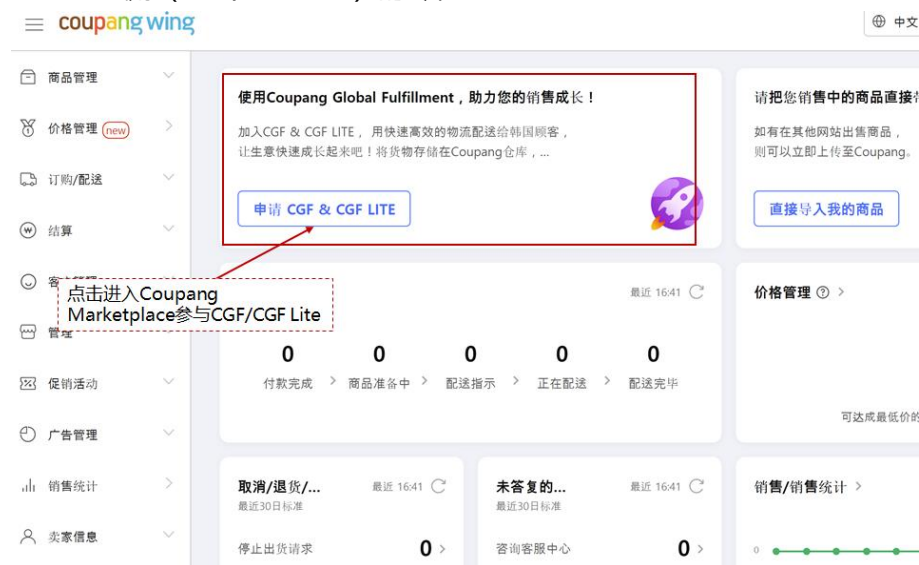 coupang wing
中文
商品管理
价格管理 (new)
订购/配送
结算
管理
促销活动
广告管理
销售统计
卖家信息
使用Coupang Global Fulfillment，助力您的销售成长！
加入CGF & CGF LITE， 用快速高效的物流配送给韩国顾客，
让生意快速成长起来吧！将货物存储在Coupang仓库，...
申请 CGF & CGF LITE
请把您销售中的商品直接
如有在其他网站出售商品，
则可以立即上传至Coupang。
直接导入我的商品
点击进入Coupang
Marketplace参与CGF/CGF Lite
最近 16:41
0 0 0 0 0
付款完成 > 商品准备中 > 配送指示 > 正在配送 > 配送完毕
价格管理 ? >
可达成最低价的
取消/退货/... 最近 16:41
最近30日标准
停止出货请求 0 >
未答复的... 最近 16:41
最近30日标准
咨询客服中心 0 >
销售/销售统计 >
0